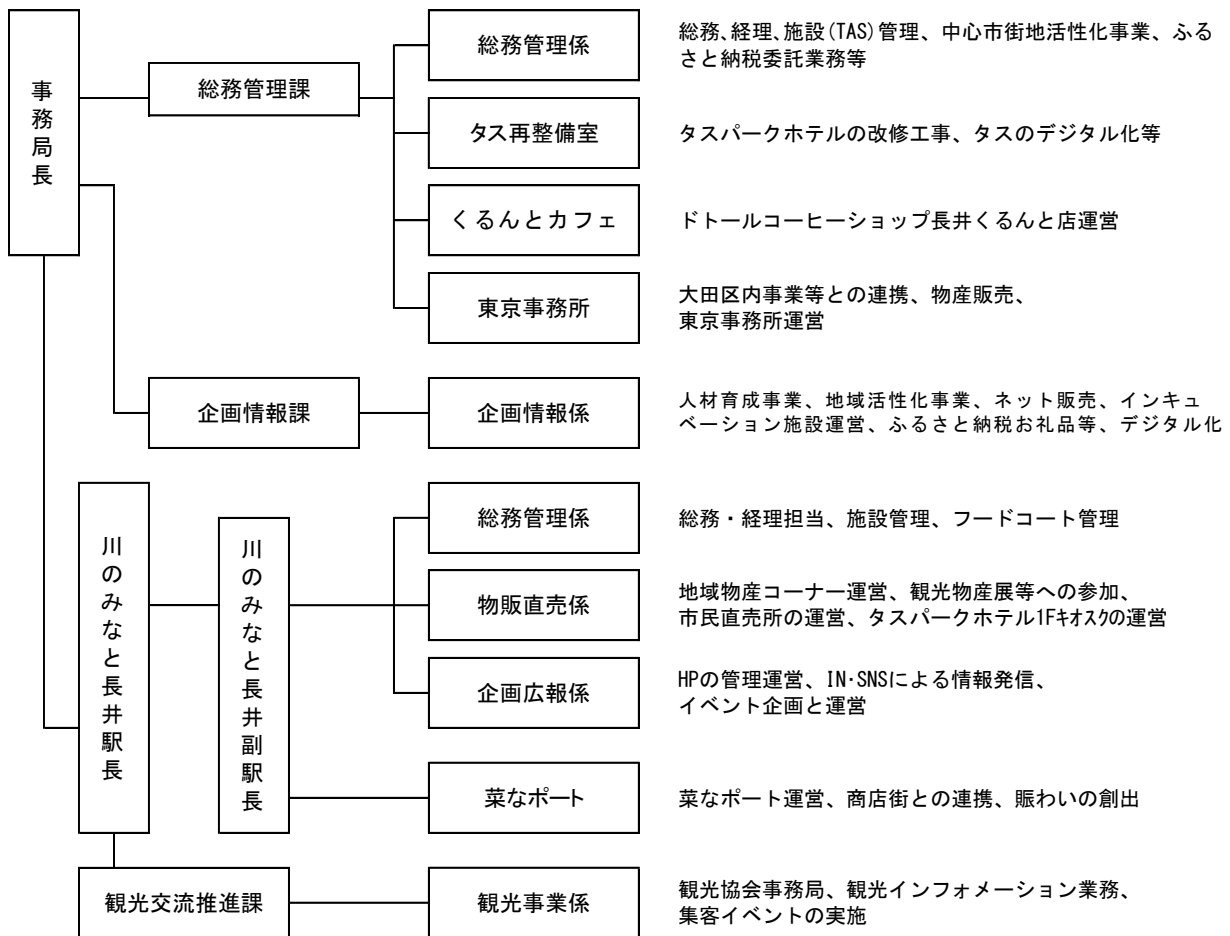 事務局長
総務管理課
総務管理係
総務、経理、施設(TAS)管理、中心市街地活性化事業、ふる
さと納税委託業務等
タス再整備室
タスパークホテルの改修工事、タスのデジタル化等
くるんとカフェ
ドトールコーヒーショップ長井くるんと店運営
東京事務所
大田区内事業等との連携、物産販売、
東京事務所運営
企画情報課
企画情報係
人材育成事業、地域活性化事業、ネット販売、インキュ
ベーション施設運営、ふるさと納税お礼品等、デジタル化
川のみなと長井駅長
川のみなと長井副駅長
総務管理係
総務・経理担当、施設管理、フードコート管理
物販直売係
地域物産コーナー運営、観光物産展等への参加、
市民直売所の運営、タスパークホテル1Fｷｵｽｸの運営
企画広報係
HPの管理運営、IN･SNSによる情報発信、
イベント企画と運営
菜なポート
菜なポート運営、商店街との連携、賑わいの創出
観光交流推進課
観光事業係
観光協会事務局、観光インフォメーション業務、
集客イベントの実施